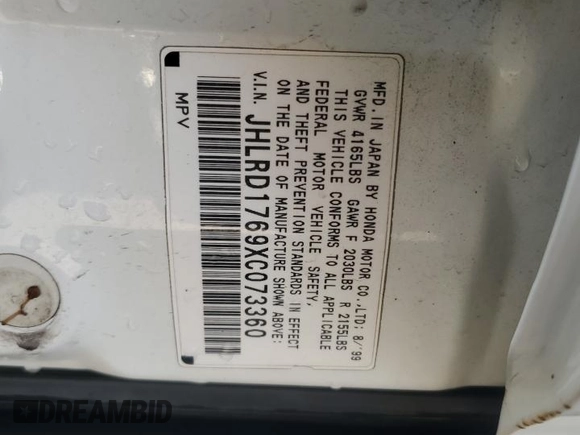 MFD. IN JAPAN BY HONDA MOTOR CO., LTD; 8/'99
GVWR 4165LBS GAWR F 2030LBS R 2155LBS
THIS VEHICLE CONFORMS TO ALL APPLICABLE
FEDERAL MOTOR VEHICLE SAFETY,
AND THEFT PREVENTION STANDARDS IN EFFECT
ON THE DATE OF MANUFACTURE SHOWN ABOVE:
V.I.N. JHLRD1769XC073360
MPV
DREAMBID